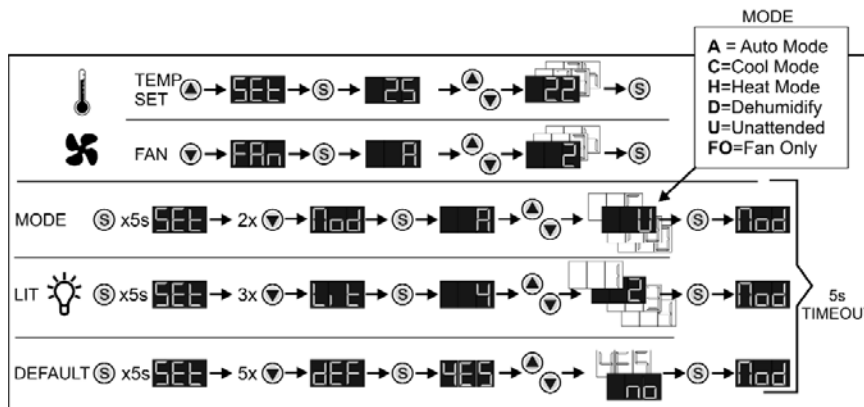 MODE
A = Auto Mode
C=Cool Mode
H=Heat Mode
D=Dehumidify
U=Unattended
FO=Fan Only
TEMP SET SEt S 25 22 S
FAN FAn S A 2 S
MODE S x5s SEt 2x Mod S A U S Mod
LIT S x5s SEt 3x Lit S 4 2 S Mod
DEFAULT S x5s SEt 5x dEF S YES no S Mod
5s
TIMEOUT